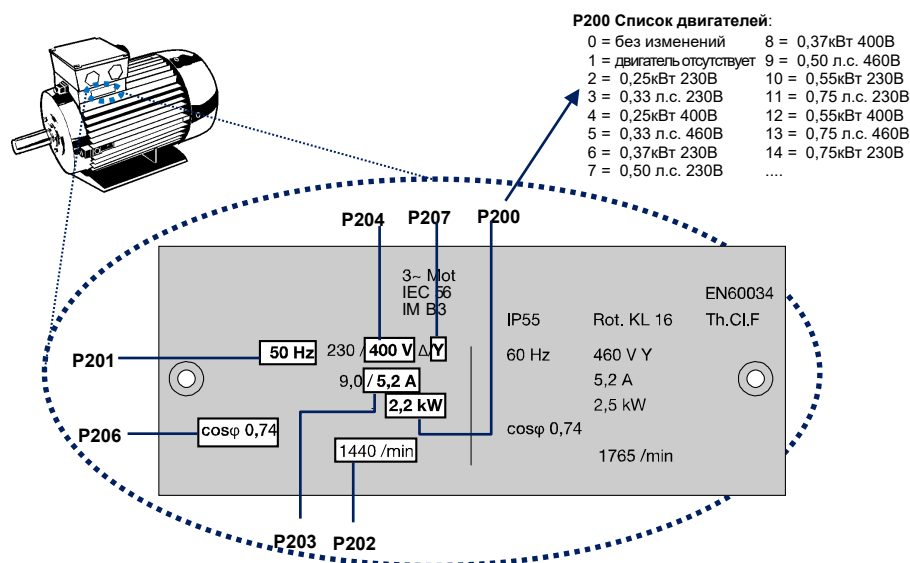 P200 Список двигателей:
0 = без изменений 8 = 0,37кВт 400В
1 = двигатель отсутствует 9 = 0,50 л.с. 460В
2 = 0,25кВт 230В 10 = 0,55кВт 230В
3 = 0,33 л.с. 230В 11 = 0,75 л.с. 230В
4 = 0,25кВт 400В 12 = 0,55кВт 400В
5 = 0,33 л.с. 460В 13 = 0,75 л.с. 460В
6 = 0,37кВт 230В 14 = 0,75кВт 230В
7 = 0,50 л.с. 230В ....
P204 P207 P200
3~ Mot
IEC 56
IM B3
EN60034
IP55 Rot. KL 16 Th.Cl.F
P201
50 Hz 230 / 400 V Δ/Y 60 Hz 460 V Y
9,0 / 5,2 A 5,2 A
2,2 kW 2,5 kW
P206
cosφ 0,74 cosφ 0,74
1440 /min 1765 /min
P203 P202